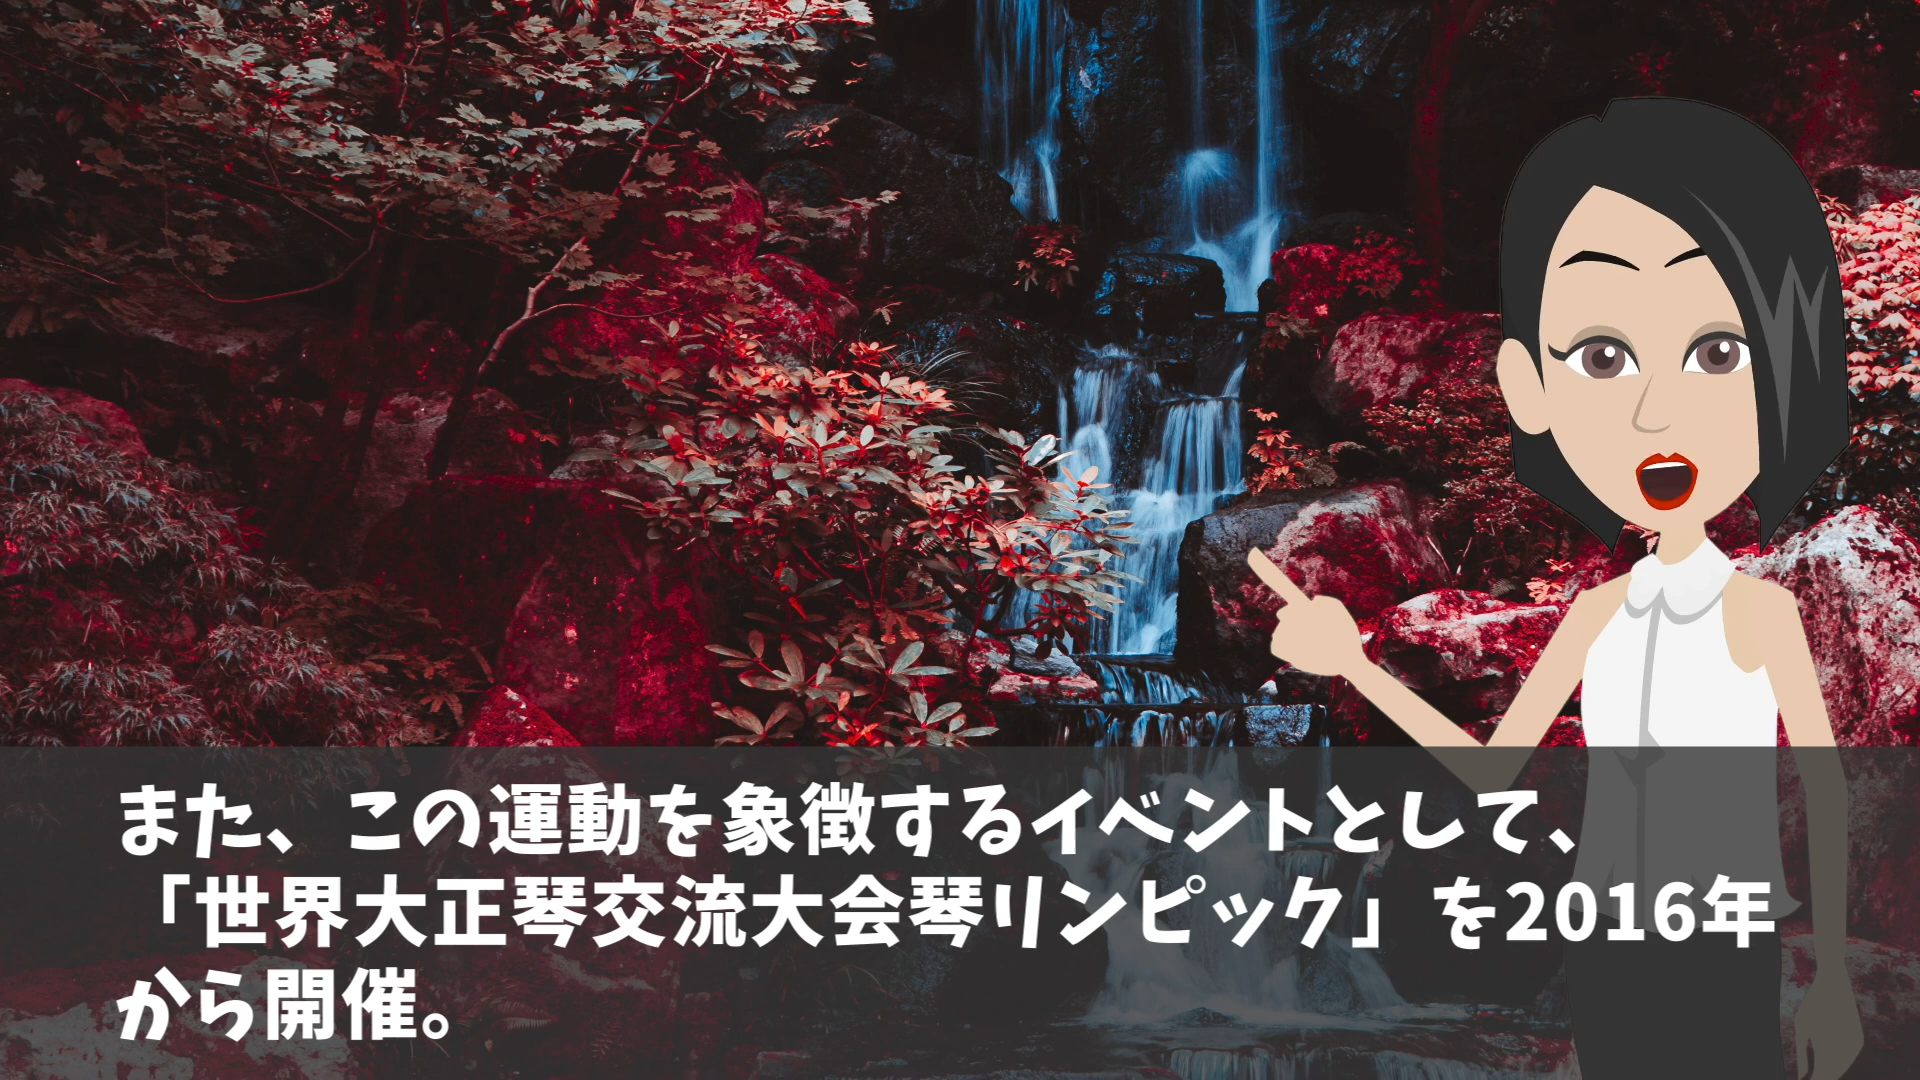 また、この運動を象徴するイベントとして、
「世界大正琴交流大会琴リンピック」を2016年
から開催。